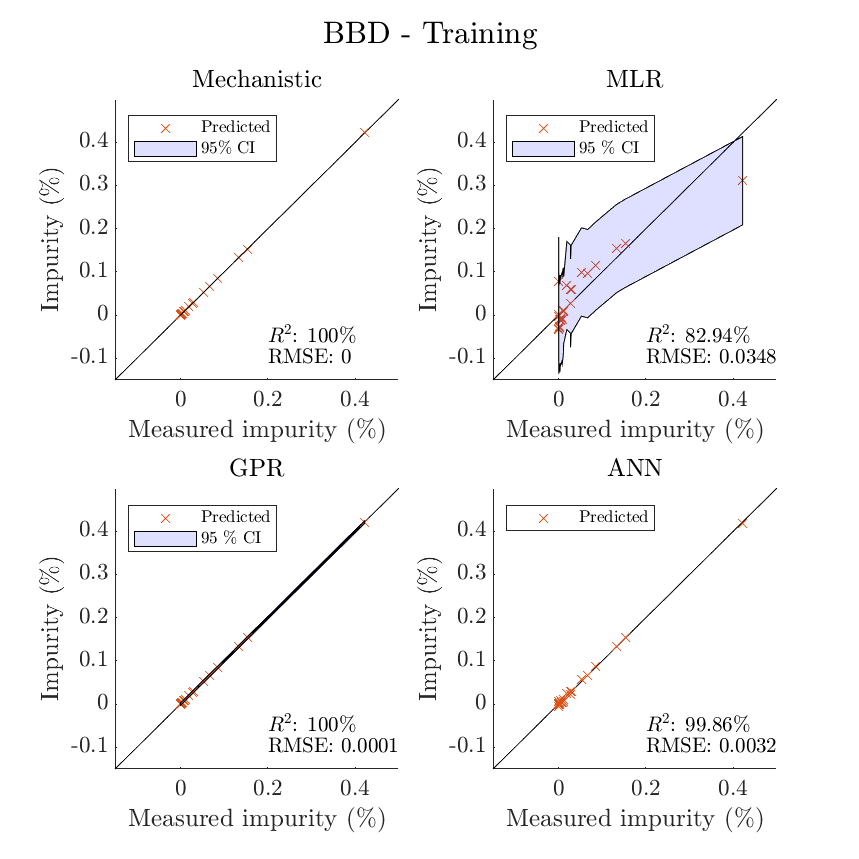 BBD - Training
Mechanistic
Predicted
95% CI
0.4
0.3
0.2
0.1
0
-0.1
Impurity (%)
R²: 100%
RMSE: 0
0 0.2 0.4
Measured impurity (%)
MLR
Predicted
95 % CI
0.4
0.3
0.2
0.1
0
-0.1
Impurity (%)
R²: 82.94%
RMSE: 0.0348
0 0.2 0.4
Measured impurity (%)
GPR
Predicted
95 % CI
0.4
0.3
0.2
0.1
0
-0.1
Impurity (%)
R²: 100%
RMSE: 0.0001
0 0.2 0.4
Measured impurity (%)
ANN
Predicted
0.4
0.3
0.2
0.1
0
-0.1
Impurity (%)
R²: 99.86%
RMSE: 0.0032
0 0.2 0.4
Measured impurity (%)